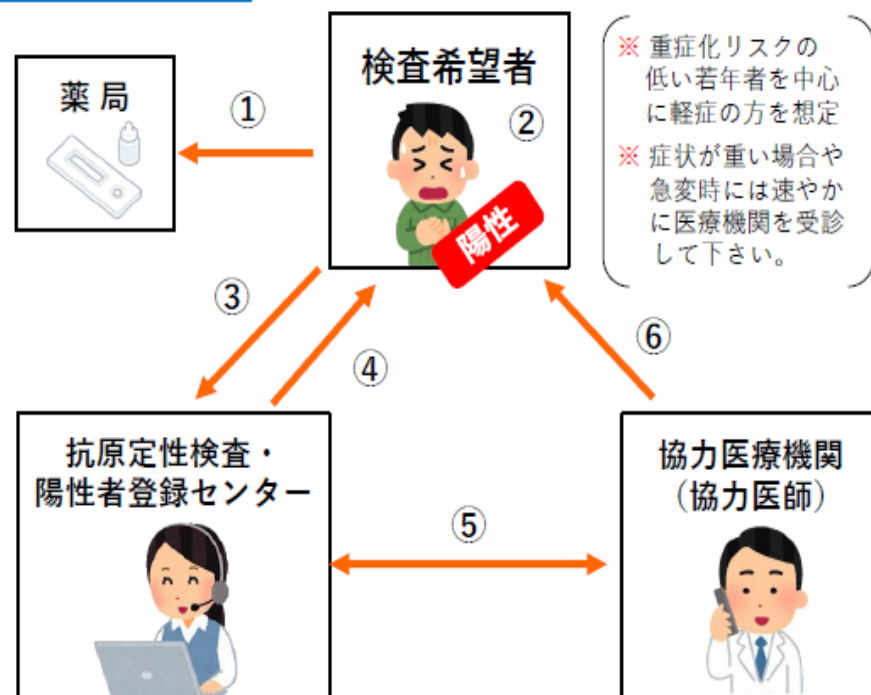 薬局
①
検査希望者
②
陽性
※ 重症化リスクの
低い若年者を中心
に軽症の方を想定
※ 症状が重い場合や
急変時には速やか
に医療機関を受診
して下さい。
③
④
⑥
抗原定性検査・
陽性者登録センター
⑤
協力医療機関
（協力医師）